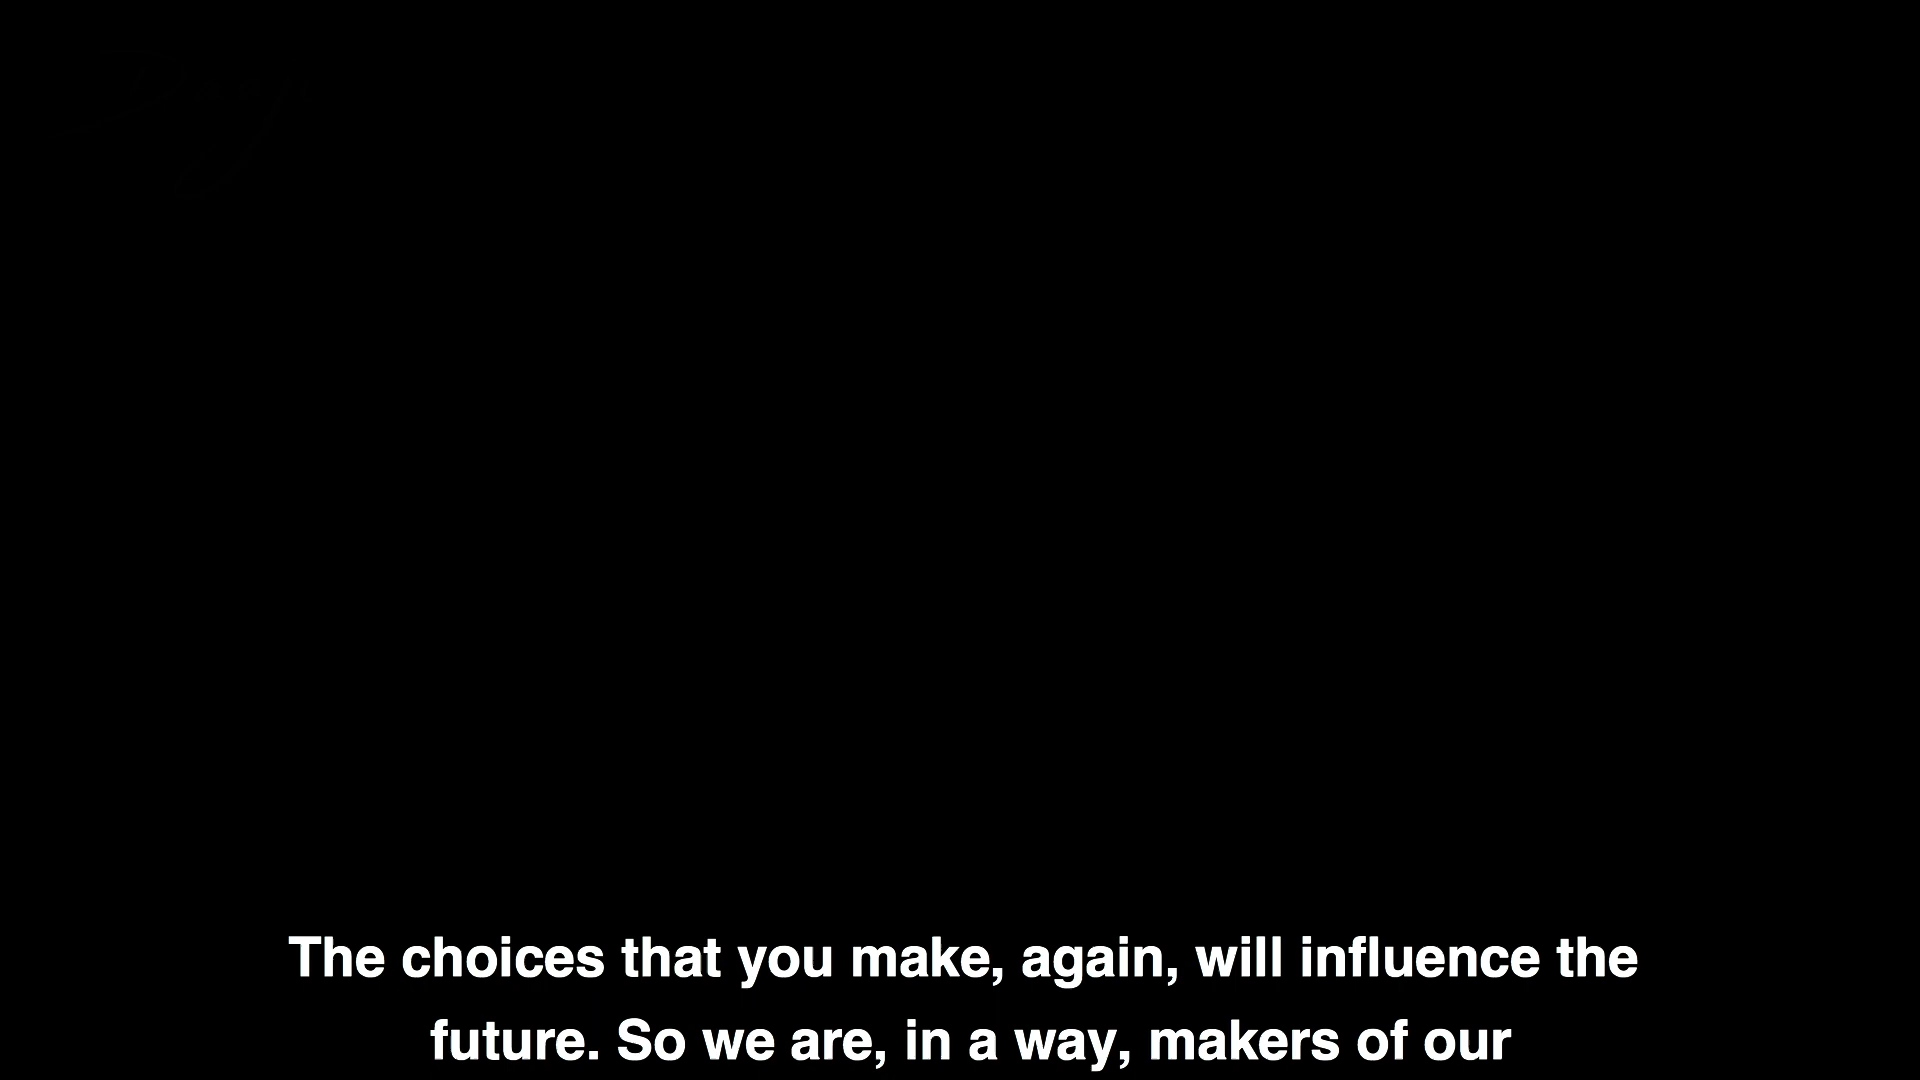 The choices that you make, again, will influence the
future. So we are, in a way, makers of our